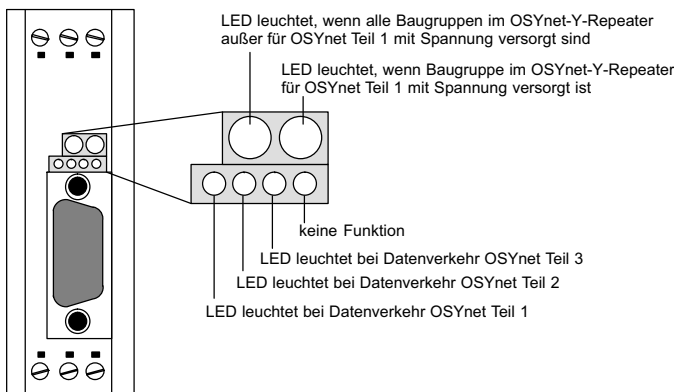 LED leuchtet, wenn alle Baugruppen im OSYnet-Y-Repeater
außer für OSYnet Teil 1 mit Spannung versorgt sind
LED leuchtet, wenn Baugruppe im OSYnet-Y-Repeater
für OSYnet Teil 1 mit Spannung versorgt ist
keine Funktion
LED leuchtet bei Datenverkehr OSYnet Teil 3
LED leuchtet bei Datenverkehr OSYnet Teil 2
LED leuchtet bei Datenverkehr OSYnet Teil 1